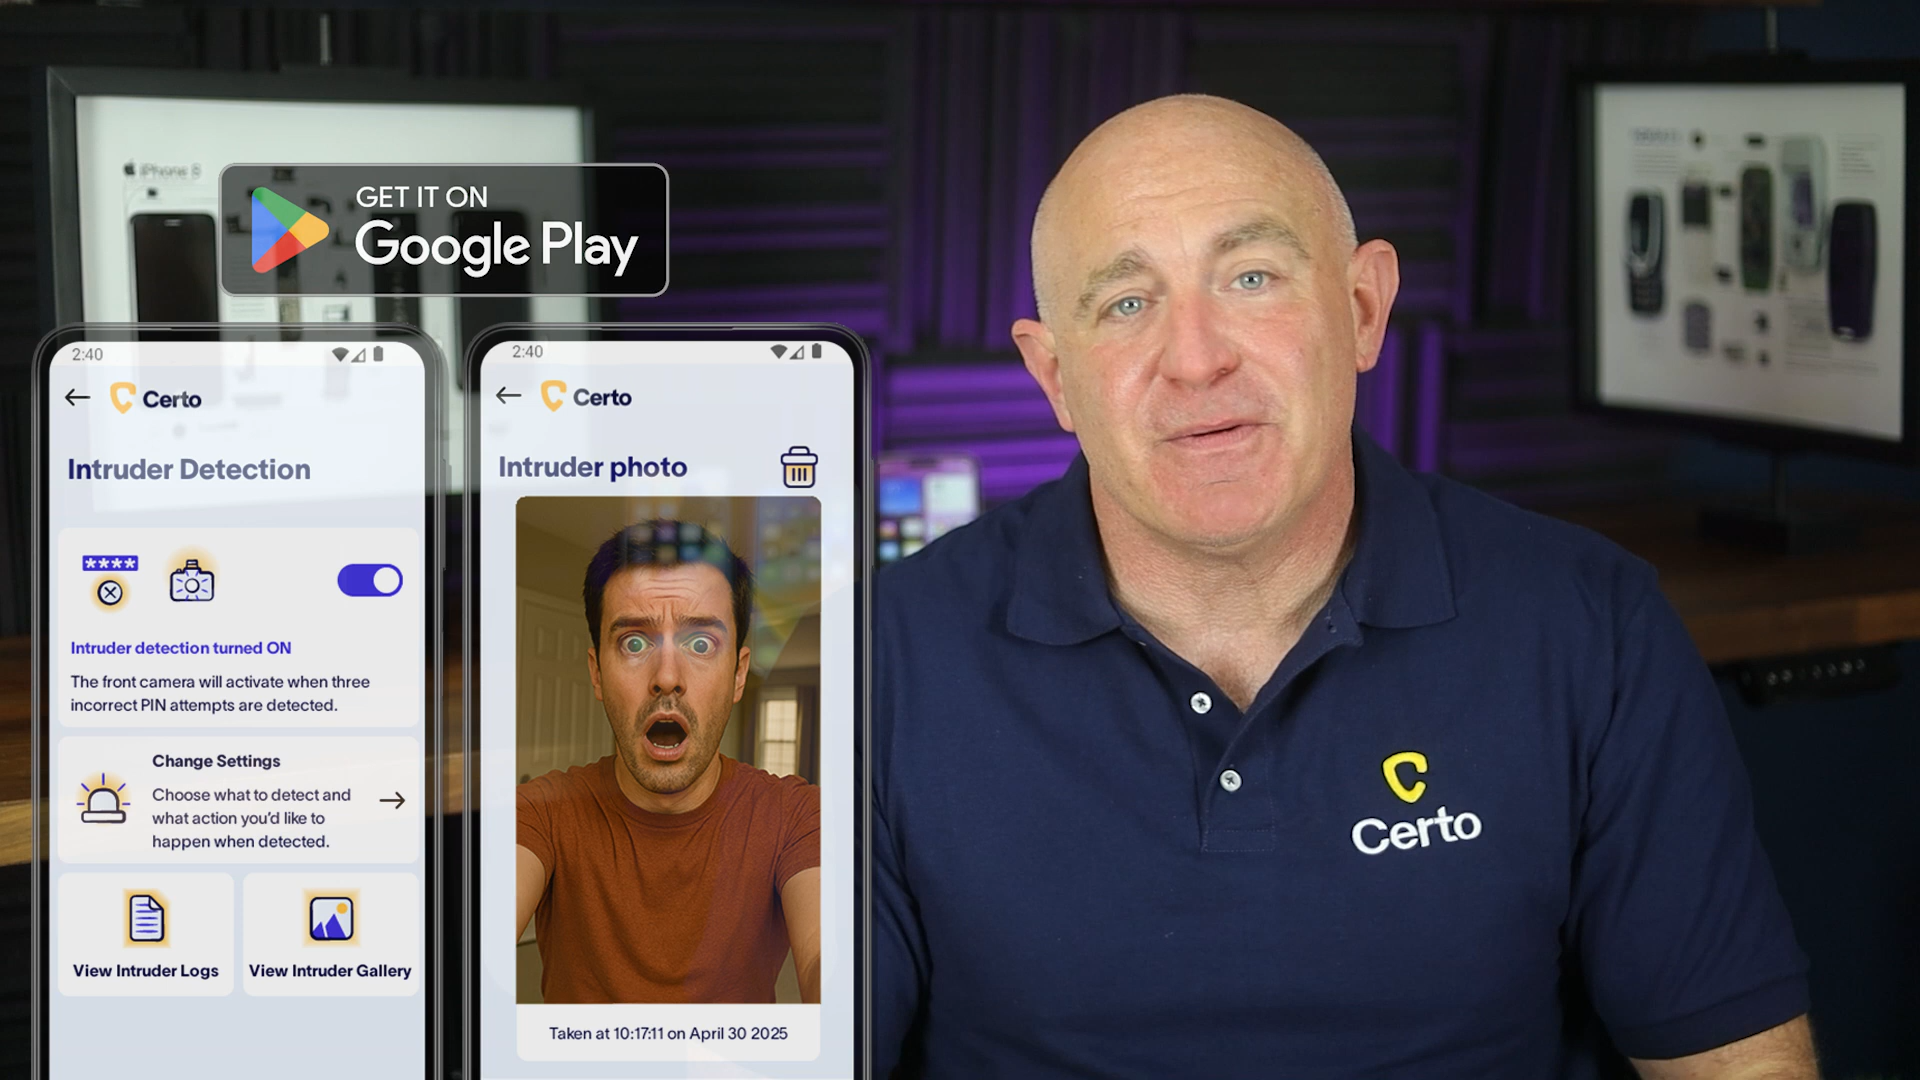 iPhone 8
GET IT ON
Google Play
2:40
Certo
Intruder Detection
****
Intruder detection turned ON
The front camera will activate when three
incorrect PIN attempts are detected.
Change Settings
Choose what to detect and
what action you'd like to
happen when detected.
View Intruder Logs
View Intruder Gallery
2:40
Certo
Intruder photo
Taken at 10:17:11 on April 30 2025
Certo